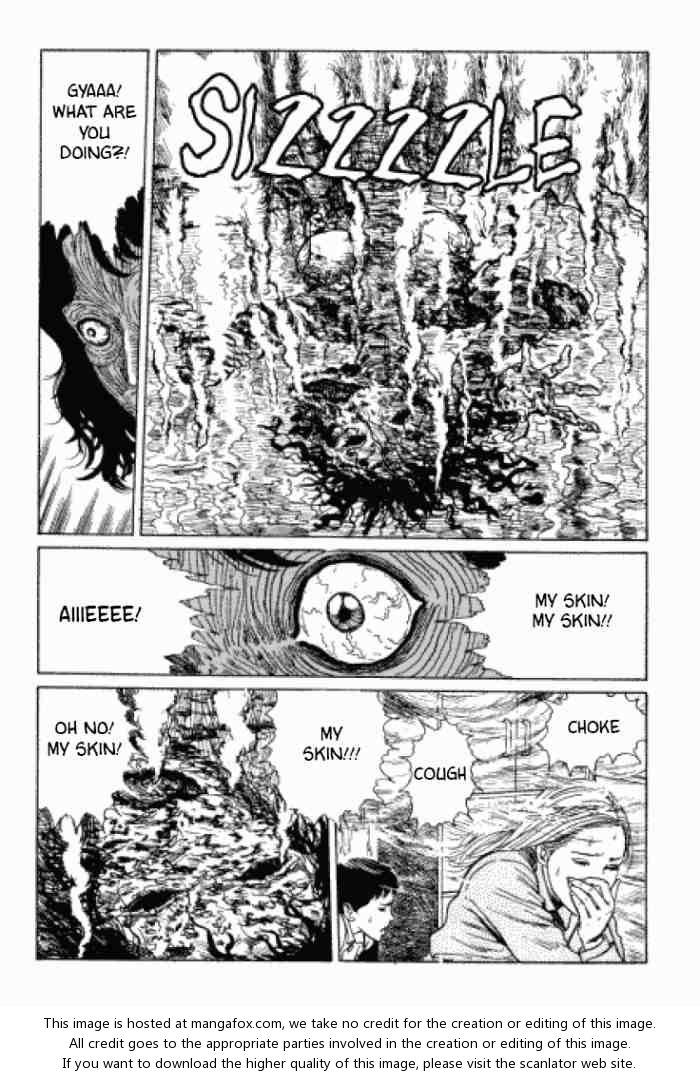 GYAAA!
WHAT ARE
YOU
DOING?!
SIZZZZLE
AIIIEEEE!
MY SKIN!
MY SKIN!!
OH NO!
MY SKIN!
MY
SKIN!!!
COUGH
CHOKE
This image is hosted at mangafox.com, we take no credit for the creation or editing of this image.
All credit goes to the appropriate parties involved in the creation or editing of this image.
If you want to download the higher quality of this image, please visit the scanlator web site.